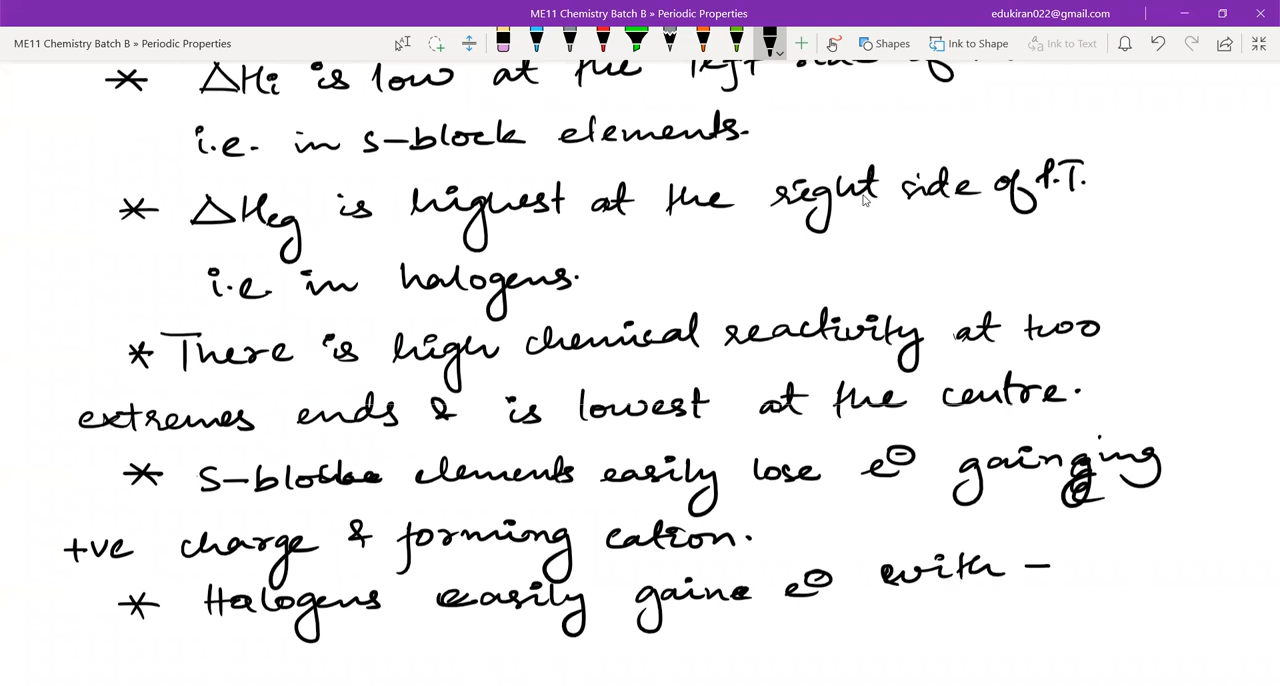 ME11 Chemistry Batch B » Periodic Properties
edukiran022@gmail.com
ME11 Chemistry Batch B » Periodic Properties
Shapes
Ink to Shape
Ink to Text
* ΔHi is low at the left side of
i.e. in s-block elements.
* ΔHeg is highest at the right side of P.T.
i.e in halogens.
* There is high chemical reactivity at two
extremes ends & is lowest at the centre.
* S-block elements easily lose e⊖ gaining
+ve charge & forming cation.
* Halogens easily gain e⊖ with -